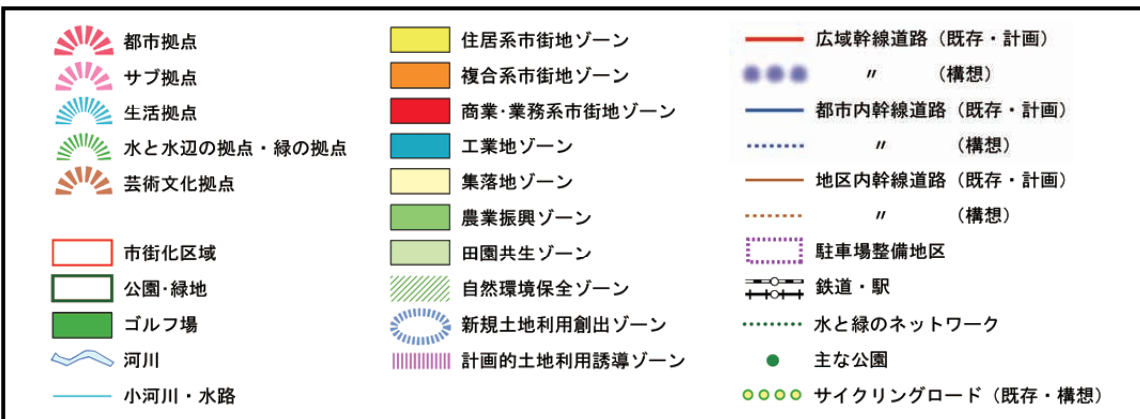 都市拠点
サブ拠点
生活拠点
水と水辺の拠点・緑の拠点
芸術文化拠点
市街化区域
公園・緑地
ゴルフ場
河川
小河川・水路
住居系市街地ゾーン
複合系市街地ゾーン
商業・業務系市街地ゾーン
工業地ゾーン
集落地ゾーン
農業振興ゾーン
田園共生ゾーン
自然環境保全ゾーン
新規土地利用創出ゾーン
計画的土地利用誘導ゾーン
広域幹線道路（既存・計画）
〃　（構想）
都市内幹線道路（既存・計画）
〃　（構想）
地区内幹線道路（既存・計画）
〃　（構想）
駐車場整備地区
鉄道・駅
水と緑のネットワーク
主な公園
サイクリングロード（既存・構想）